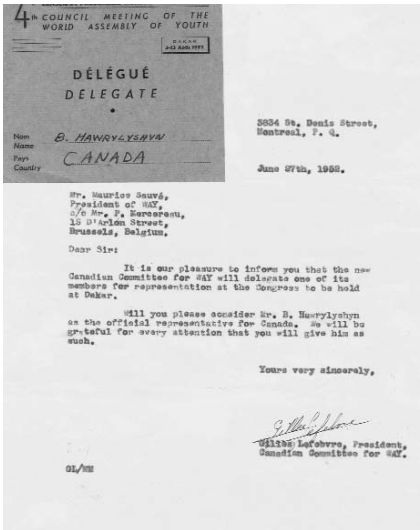 4th COUNCIL MEETING OF THE
WORLD ASSEMBLY OF YOUTH
DAKAR
DÉLÉGUÉ
DELEGATE
Nom
Name
B. HAWRYLYSHYN
Pays
Country
CANADA
3834 St. Denis Street,
Montreal, P. Q.
June 27th, 1952.
Mr. Maurice Sauvé,
President of WAY,
c/o Mr. P. Mercereau,
15 D'Arlon Street,
Brussels, Belgium.
Dear Sir:
It is our pleasure to inform you that the new
Canadian Committee for WAY will delegate one of its
members for representation at the Congress to be held
at Dakar.
Will you please consider Mr. B. Hawrylyshyn
as the official representative for Canada. We will be
grateful for every attention that you will give him as
such.
Yours very sincerely,
Gilles Lefebvre
Gilles Lefebvre, President,
Canadian Committee for WAY.
GL/MM